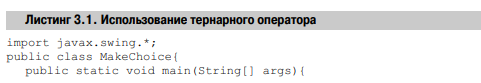 Листинг 3.1. Использование тернарного оператора
import javax.swing.*;
public class MakeChoice{
public static void main(String[] args){